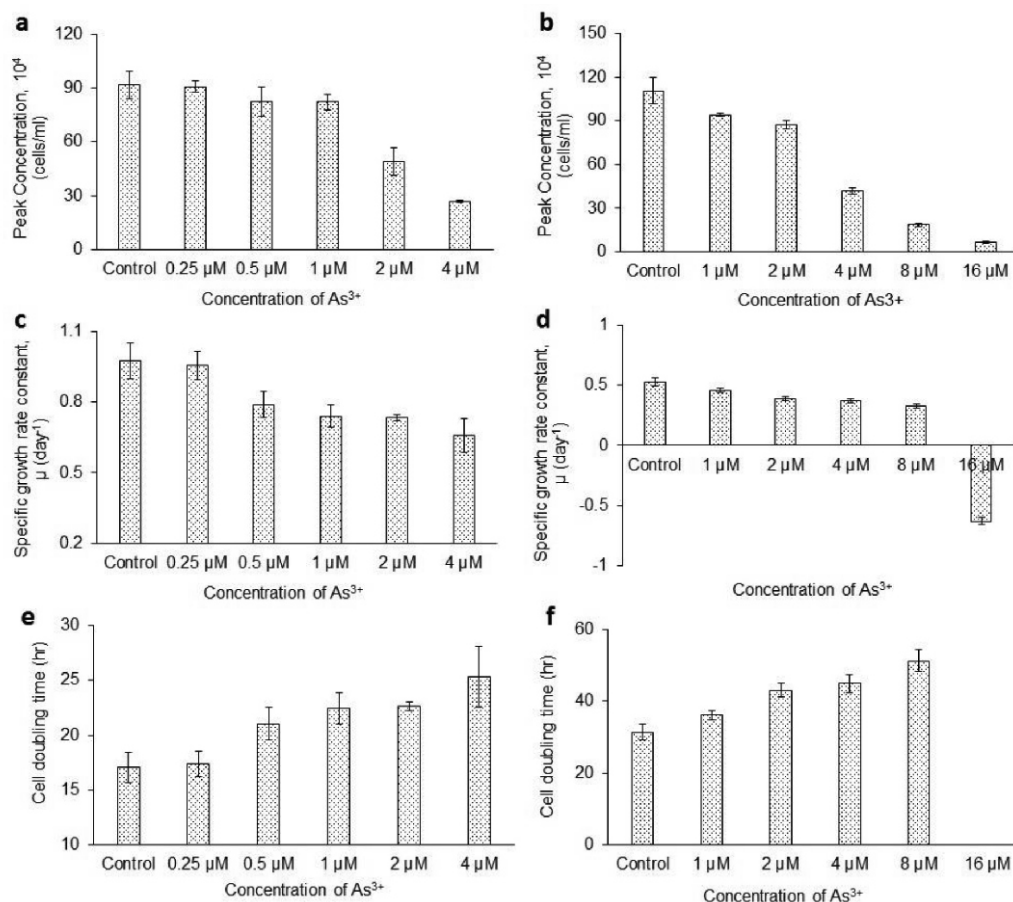 a
Peak Concentration, 10⁴
(cells/ml)
120
90
60
30
0
Control 0.25 µM 0.5 µM 1 µM 2 µM 4 µM
Concentration of As³⁺
b
Peak Concentration, 10⁴
(cells/ml)
150
120
90
60
30
0
Control 1 µM 2 µM 4 µM 8 µM 16 µM
Concentration of As3+
c
Specific growth rate constant,
µ (day⁻¹)
1.1
0.8
0.5
0.2
Control 0.25 µM 0.5 µM 1 µM 2 µM 4 µM
Concentration of As³⁺
d
Specific growth rate constant,
µ (day⁻¹)
1
0.5
0
-0.5
-1
Control 1 µM 2 µM 4 µM 8 µM 16 µM
Concentration of As³⁺
e
Cell doubling time (hr)
30
25
20
15
10
Control 0.25 µM 0.5 µM 1 µM 2 µM 4 µM
Concentration of As³⁺
f
Cell doubling time (hr)
60
40
20
0
Control 1 µM 2 µM 4 µM 8 µM 16 µM
Concentration of As³⁺